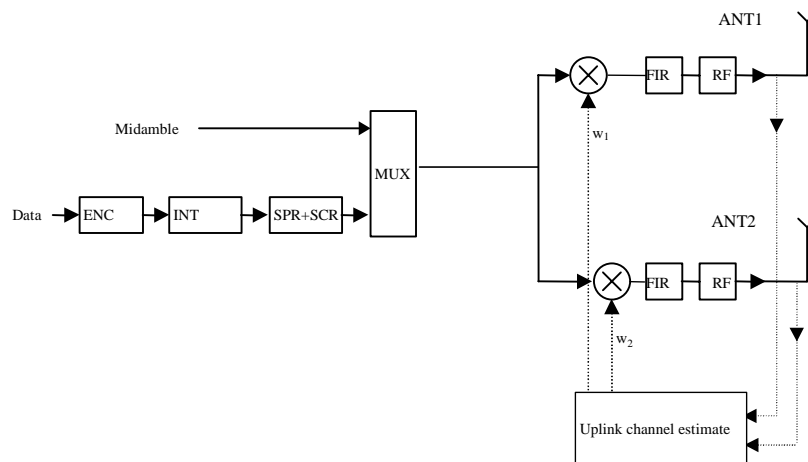 ANT1
FIR
RF
Midamble
w1
MUX
Data
ENC
INT
SPR+SCR
ANT2
FIR
RF
w2
Uplink channel estimate